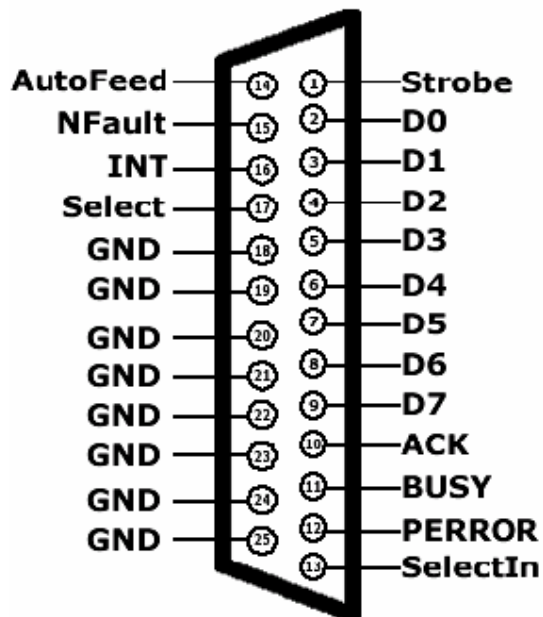 AutoFeed 14 1 Strobe
NFault 15 2 D0
INT 16 3 D1
Select 17 4 D2
GND 18 5 D3
GND 19 6 D4
GND 20 7 D5
GND 21 8 D6
GND 22 9 D7
GND 23 10 ACK
GND 24 11 BUSY
GND 25 12 PERROR
13 SelectIn